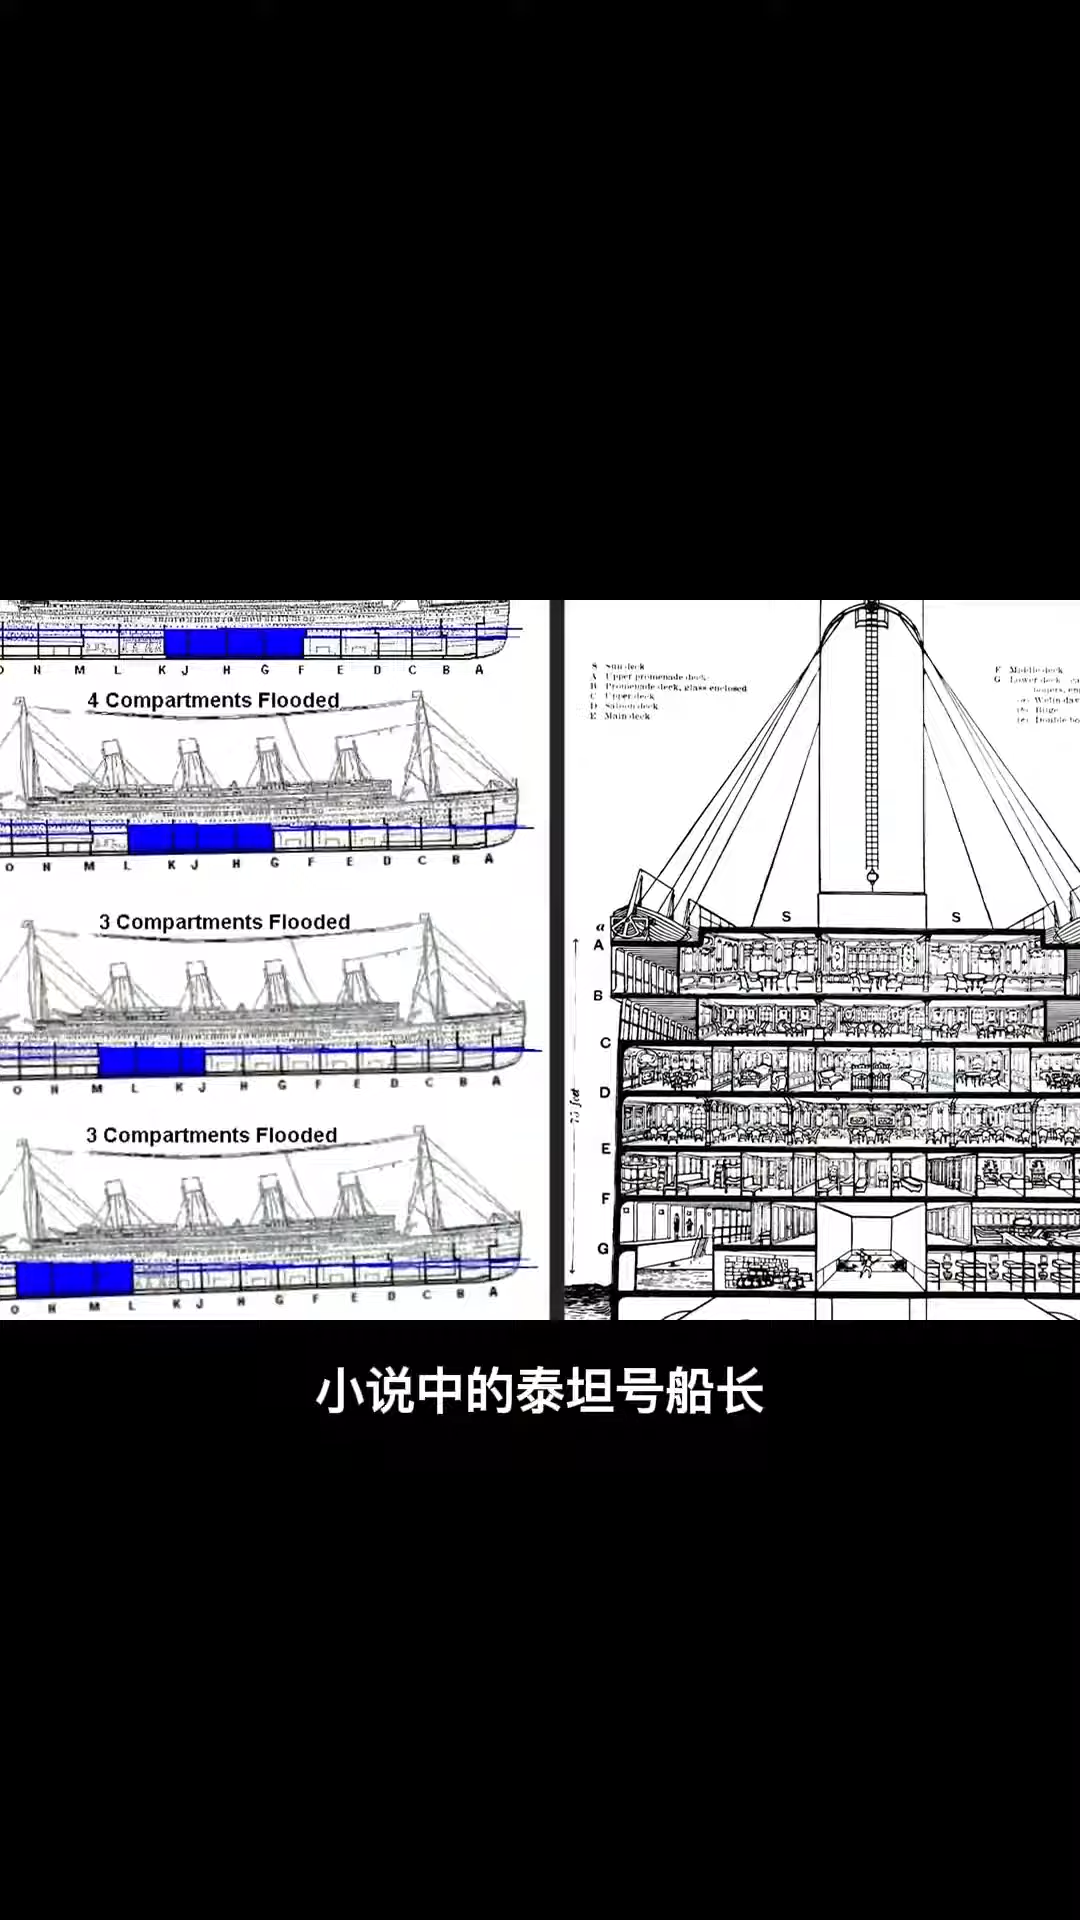 N M L K J H G F E D C B A
4 Compartments Flooded
O N M L K J H G F E D C B A
3 Compartments Flooded
O N M L K J H G F E D C B A
3 Compartments Flooded
O N M L K J H G F E D C B A
S Sun deck
A Upper promenade deck
B Promenade deck, glass enclosed
C Upper deck
D Saloon deck
E Main deck
F Middle deck
G Lower deck
S S
a
A
B
C
D
E
F
G
小说中的泰坦号船长